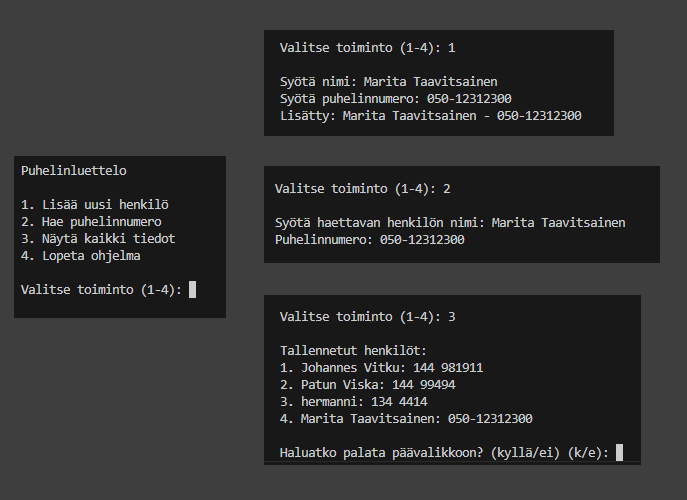 Puhelinluettelo
1. Lisää uusi henkilö
2. Hae puhelinnumero
3. Näytä kaikki tiedot
4. Lopeta ohjelma
Valitse toiminto (1-4):
Valitse toiminto (1-4): 1
Syötä nimi: Marita Taavitsainen
Syötä puhelinnumero: 050-12312300
Lisätty: Marita Taavitsainen - 050-12312300
Valitse toiminto (1-4): 2
Syötä haettavan henkilön nimi: Marita Taavitsainen
Puhelinnumero: 050-12312300
Valitse toiminto (1-4): 3
Tallennetut henkilöt:
1. Johannes Vitku: 144 981911
2. Patun Viska: 144 99494
3. hermanni: 134 4414
4. Marita Taavitsainen: 050-12312300
Haluatko palata päävalikkoon? (kyllä/ei) (k/e):